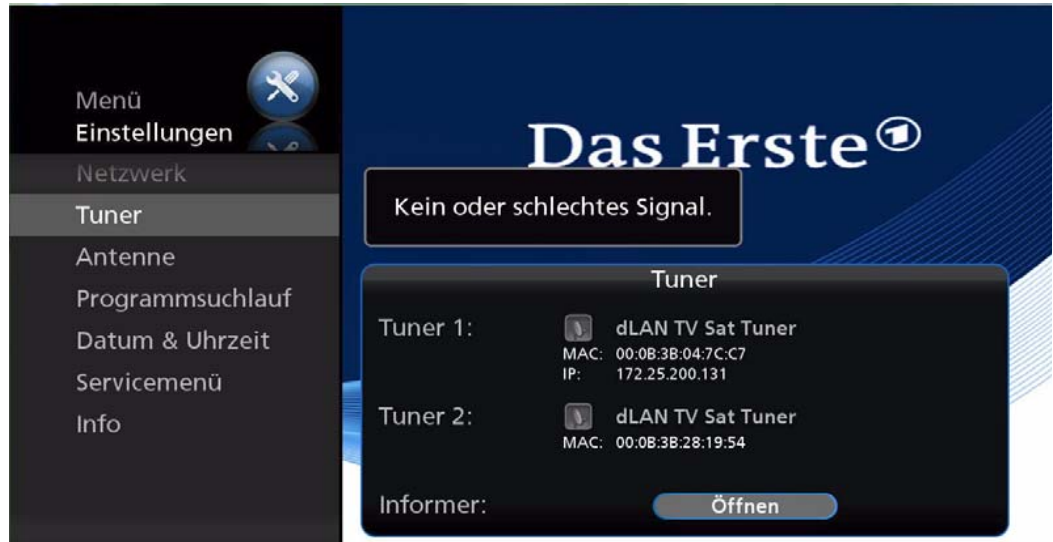 Menü
Einstellungen
Netzwerk
Tuner
Antenne
Programmsuchlauf
Datum & Uhrzeit
Servicemenü
Info
Das Erste
Kein oder schlechtes Signal.
Tuner
Tuner 1: dLAN TV Sat Tuner
MAC: 00:0B:3B:04:7C:C7
IP: 172.25.200.131
Tuner 2: dLAN TV Sat Tuner
MAC: 00:0B:3B:28:19:54
Informer: Öffnen